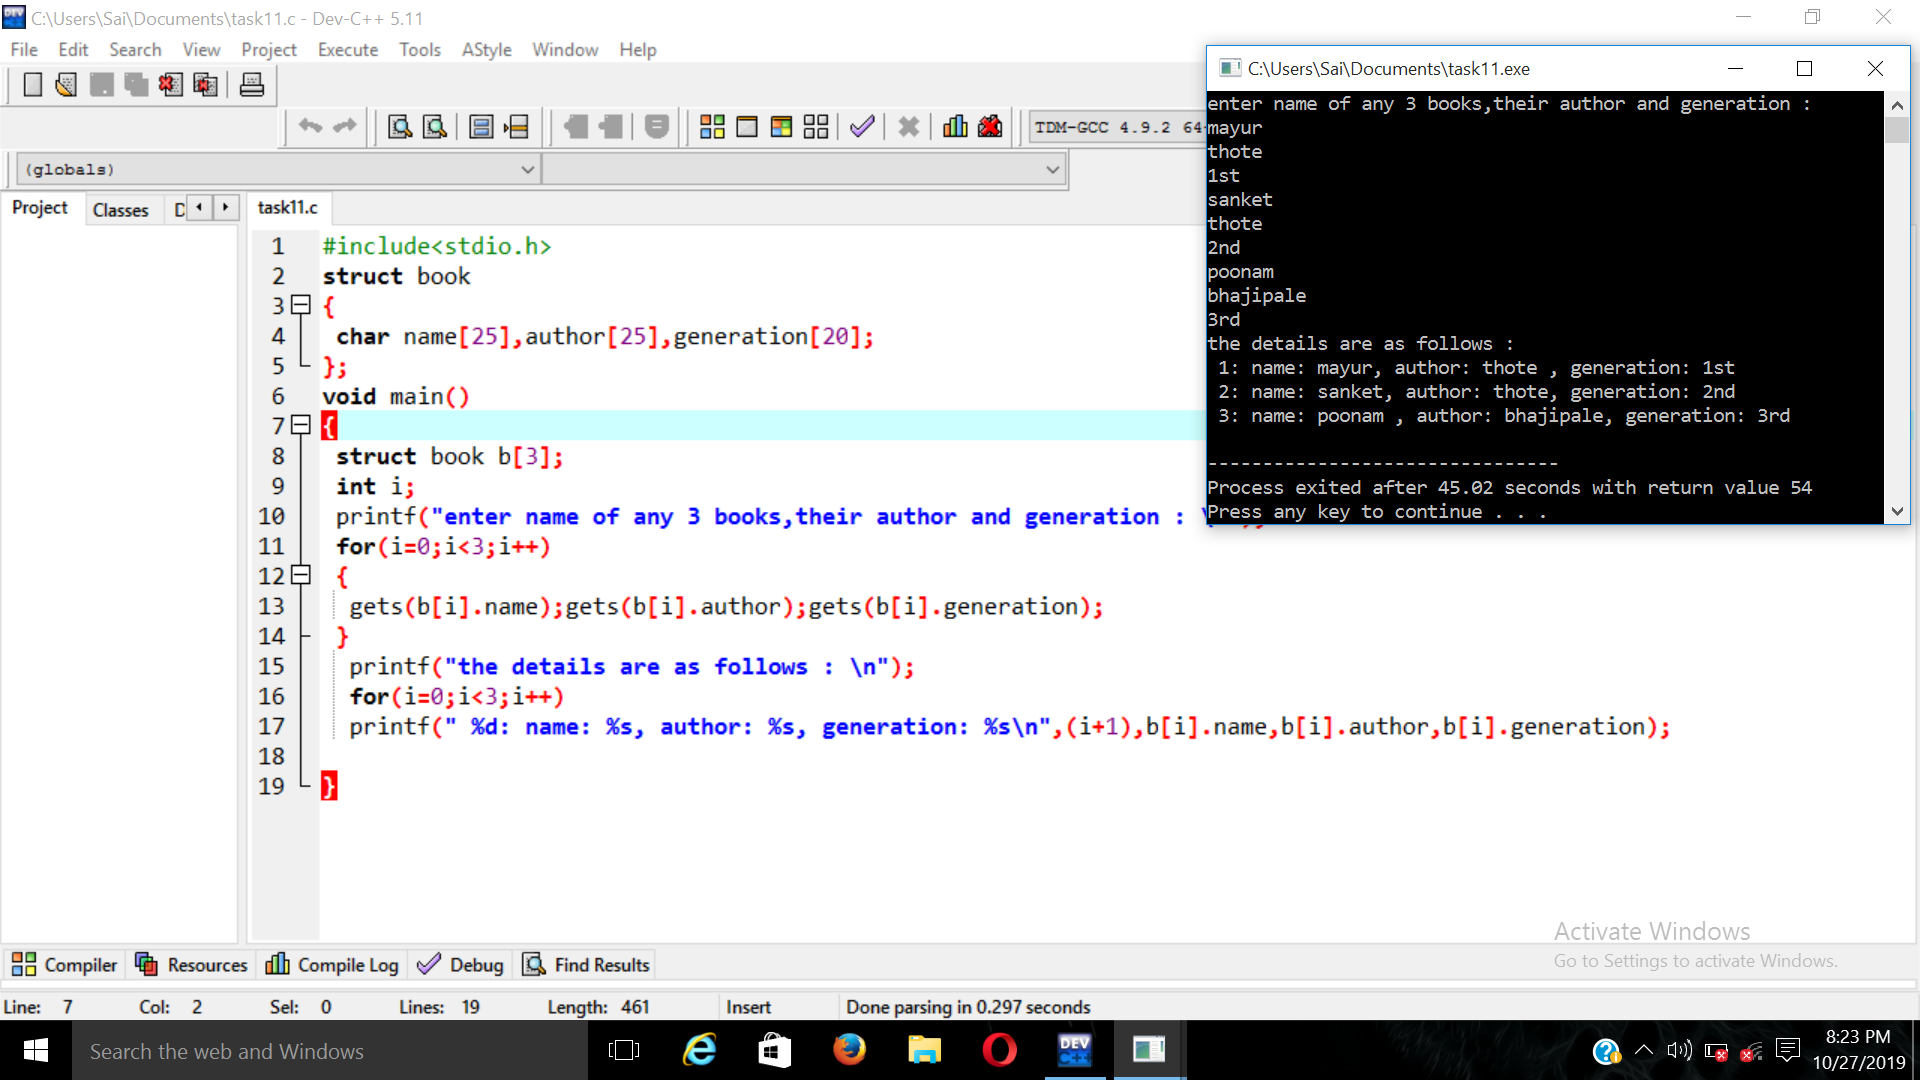 C:\Users\Sai\Documents\task11.c - Dev-C++ 5.11
File Edit Search View Project Execute Tools AStyle Window Help
TDM-GCC 4.9.2 64-
(globals)
Project Classes D
task11.c
1 #include<stdio.h>
2 struct book
3 {
4 char name[25],author[25],generation[20];
5 };
6 void main()
7 {
8 struct book b[3];
9 int i;
10 printf("enter name of any 3 books,their author and generation :
11 for(i=0;i<3;i++)
12 {
13 gets(b[i].name);gets(b[i].author);gets(b[i].generation);
14 }
15 printf("the details are as follows : \n");
16 for(i=0;i<3;i++)
17 printf(" %d: name: %s, author: %s, generation: %s\n",(i+1),b[i].name,b[i].author,b[i].generation);
18
19 }
C:\Users\Sai\Documents\task11.exe
enter name of any 3 books,their author and generation :
mayur
thote
1st
sanket
thote
2nd
poonam
bhajipale
3rd
the details are as follows :
1: name: mayur, author: thote , generation: 1st
2: name: sanket, author: thote, generation: 2nd
3: name: poonam , author: bhajipale, generation: 3rd
--------------------------------
Process exited after 45.02 seconds with return value 54
Press any key to continue . . .
Activate Windows
Go to Settings to activate Windows.
Compiler Resources Compile Log Debug Find Results
Line: 7 Col: 2 Sel: 0 Lines: 19 Length: 461 Insert Done parsing in 0.297 seconds
Search the web and Windows
DEV C++
8:23 PM
10/27/2019